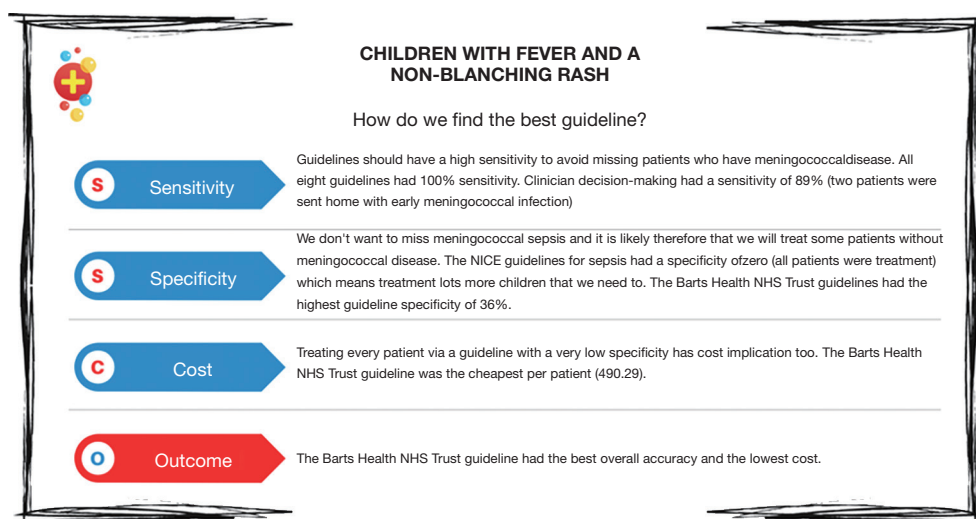 CHILDREN WITH FEVER AND A
NON-BLANCHING RASH
How do we find the best guideline?
S Sensitivity
Guidelines should have a high sensitivity to avoid missing patients who have meningococcaldisease. All
eight guidelines had 100% sensitivity. Clinician decision-making had a sensitivity of 89% (two patients were
sent home with early meningococcal infection)
S Specificity
We don't want to miss meningococcal sepsis and it is likely therefore that we will treat some patients without
meningococcal disease. The NICE guidelines for sepsis had a specificity ofzero (all patients were treatment)
which means treatment lots more children that we need to. The Barts Health NHS Trust guidelines had the
highest guideline specificity of 36%.
C Cost
Treating every patient via a guideline with a very low specificity has cost implication too. The Barts Health
NHS Trust guideline was the cheapest per patient (490.29).
O Outcome
The Barts Health NHS Trust guideline had the best overall accuracy and the lowest cost.